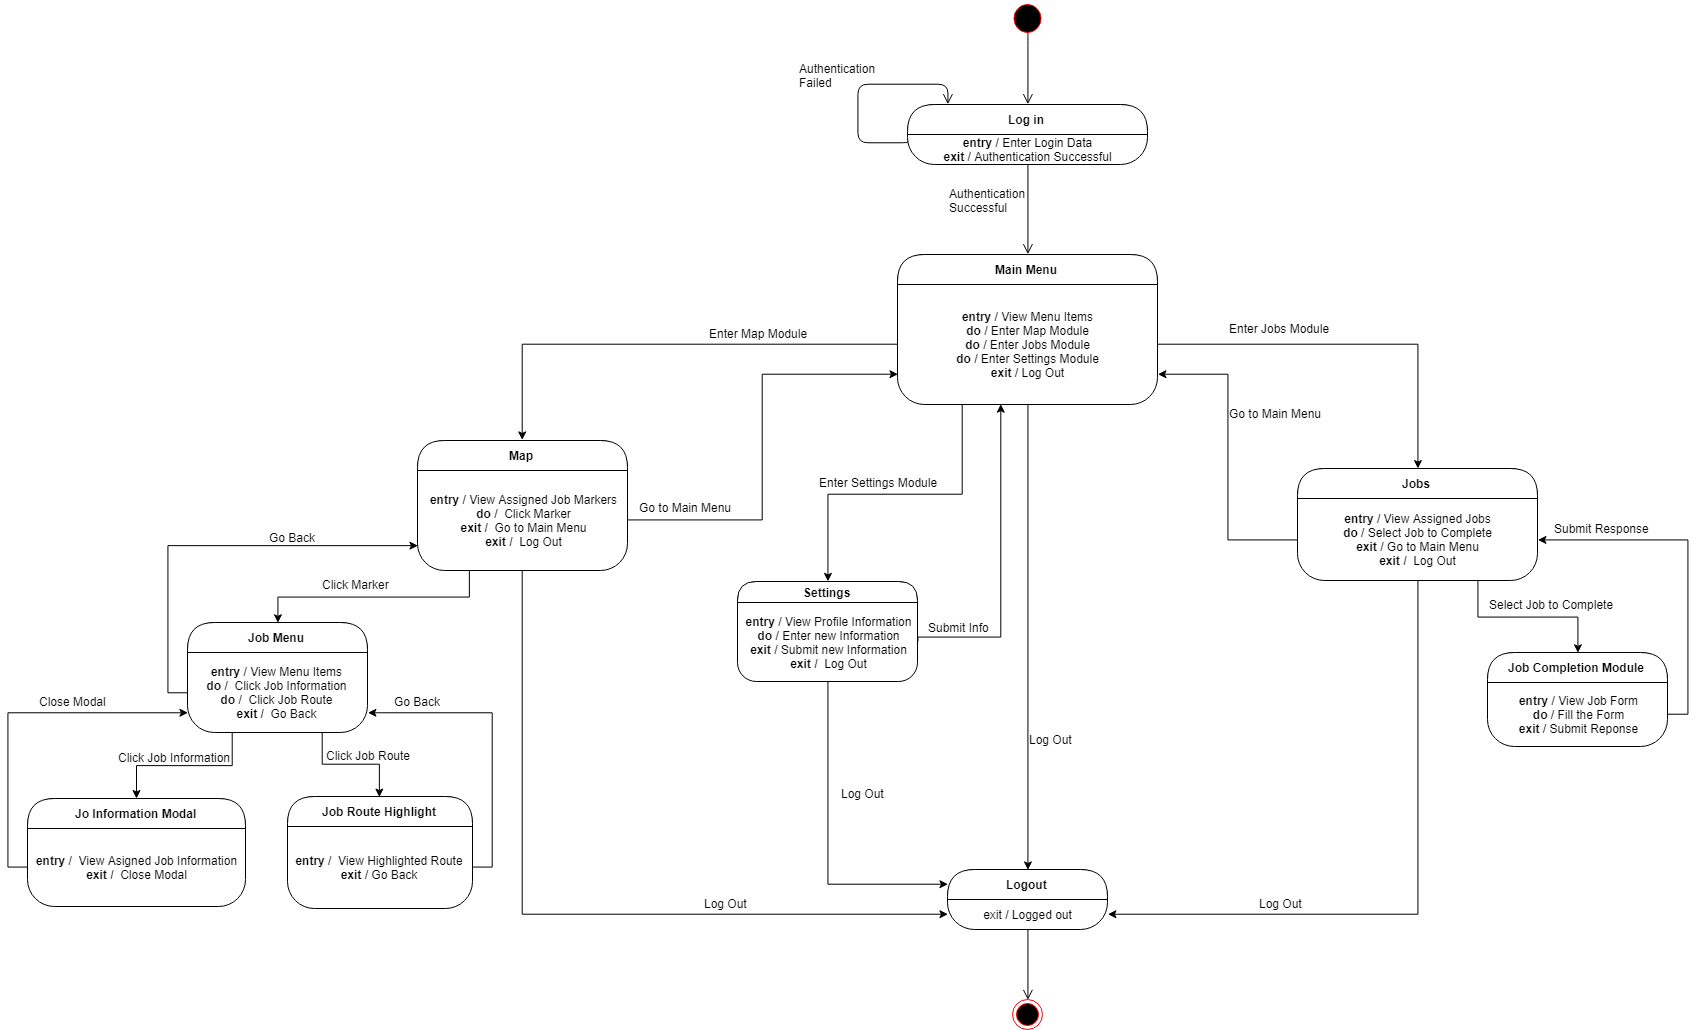 Authentication
Failed
Log in
entry / Enter Login Data
exit / Authentication Successful
Authentication
Successful
Main Menu
entry / View Menu Items
do / Enter Map Module
do / Enter Jobs Module
do / Enter Settings Module
exit / Log Out
Enter Map Module
Enter Jobs Module
Go to Main Menu
Map
entry / View Assigned Job Markers
do /  Click Marker
exit /  Go to Main Menu
exit /  Log Out
Go to Main Menu
Enter Settings Module
Jobs
entry / View Assigned Jobs
do / Select Job to Complete
exit / Go to Main Menu
exit /  Log Out
Submit Response
Go Back
Click Marker
Settings
entry / View Profile Information
do / Enter new Information
exit / Submit new Information
exit /  Log Out
Submit Info
Select Job to Complete
Job Menu
entry / View Menu Items
do /  Click Job Information
do /  Click Job Route
exit /  Go Back
Job Completion Module
entry / View Job Form
do / Fill the Form
exit / Submit Reponse
Close Modal
Go Back
Click Job Information
Click Job Route
Log Out
Log Out
Jo Information Modal
entry /  View Asigned Job Information
exit /  Close Modal
Job Route Highlight
entry /  View Highlighted Route
exit / Go Back
Logout
exit / Logged out
Log Out
Log Out